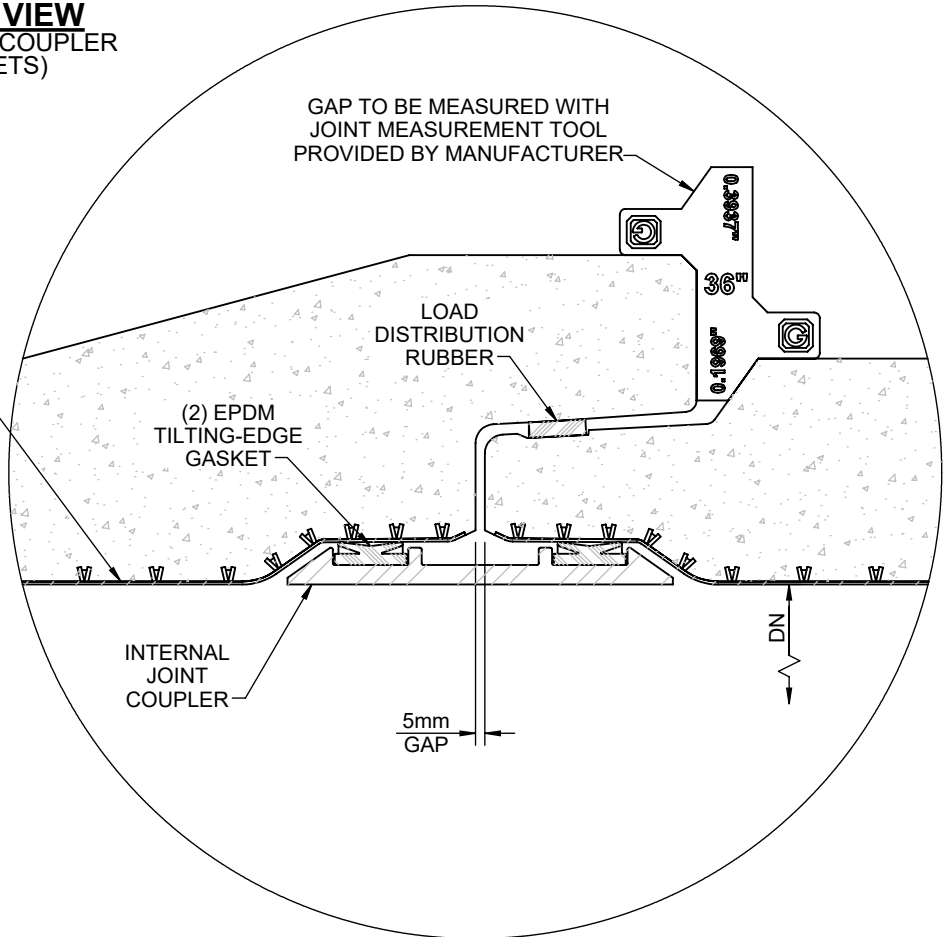 VIEW
COUPLER
ETS)
GAP TO BE MEASURED WITH
JOINT MEASUREMENT TOOL
PROVIDED BY MANUFACTURER
0.3937"
G
36"
G
0.1969"
LOAD
DISTRIBUTION
RUBBER
(2) EPDM
TILTING-EDGE
GASKET
INTERNAL
JOINT
COUPLER
5mm
GAP
DN